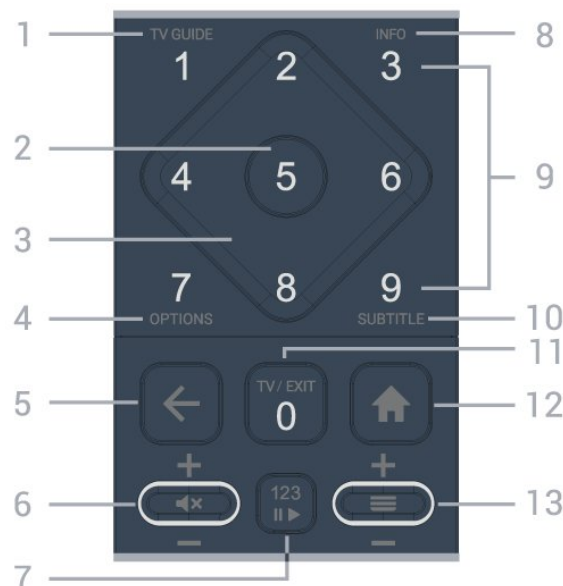 1 TV GUIDE INFO 8
1 2 3
2 9
4 5 6
3
7 8 9
4 OPTIONS SUBTITLE 10
11
5 TV / EXIT 12
0
+ +
6 123 13
− −
7